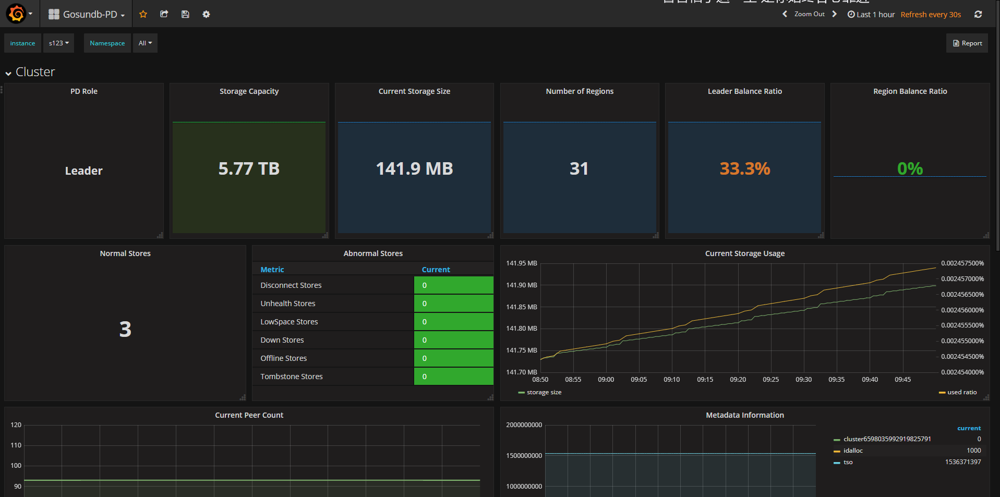 Gosundb-PD
Zoom Out
Last 1 hour
Refresh every 30s
instance
s123
Namespace
All
Report
Cluster
PD Role
Leader
Storage Capacity
5.77 TB
Current Storage Size
141.9 MB
Number of Regions
31
Leader Balance Ratio
33.3%
Region Balance Ratio
0%
Normal Stores
3
Abnormal Stores
Metric Current
Disconnect Stores 0
Unhealth Stores 0
LowSpace Stores 0
Down Stores 0
Offline Stores 0
Tombstone Stores 0
Current Storage Usage
141.95 MB
141.90 MB
141.85 MB
141.80 MB
141.75 MB
141.70 MB
0.002457500%
0.002457000%
0.002456500%
0.002456000%
0.002455500%
0.002455000%
0.002454500%
0.002454000%
08:50 08:55 09:00 09:05 09:10 09:15 09:20 09:25 09:30 09:35 09:40 09:45
storage size
used ratio
Current Peer Count
120
110
100
90
Metadata Information
2000000000
1500000000
1000000000
current
cluster6598035992919825791 0
idalloc 1000
tso 1536371397